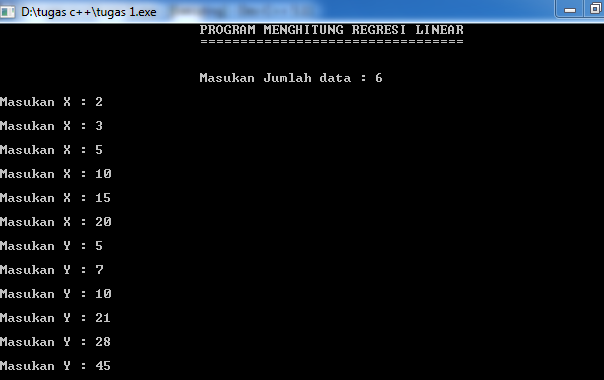 D:\tugas c++\tugas 1.exe
PROGRAM MENGHITUNG REGRESI LINEAR
=================================
Masukan Jumlah data : 6
Masukan X : 2
Masukan X : 3
Masukan X : 5
Masukan X : 10
Masukan X : 15
Masukan X : 20
Masukan Y : 5
Masukan Y : 7
Masukan Y : 10
Masukan Y : 21
Masukan Y : 28
Masukan Y : 45